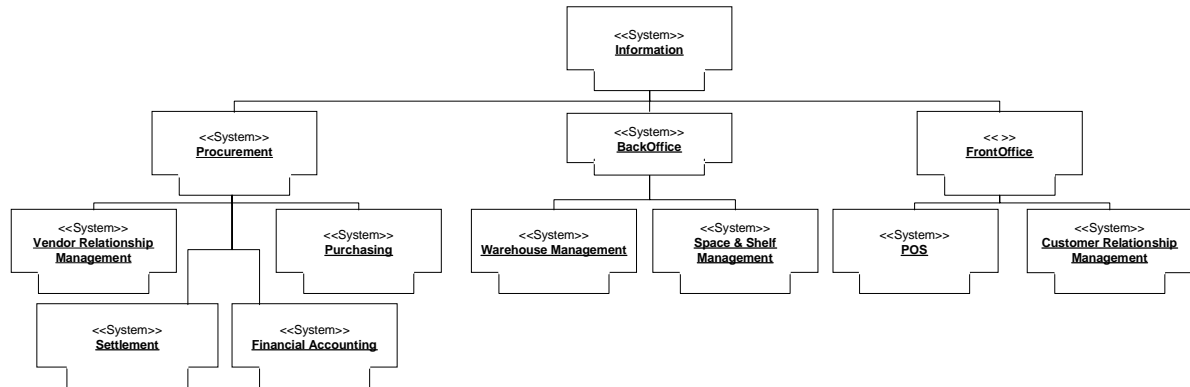 <<System>>
Information
<<System>>
Procurement
<<System>>
BackOffice
<< >>
FrontOffice
<<System>>
Vendor Relationship
Management
<<System>>
Purchasing
<<System>>
Warehouse Management
<<System>>
Space & Shelf
Management
<<System>>
POS
<<System>>
Customer Relationship
Management
<<System>>
Settlement
<<System>>
Financial Accounting